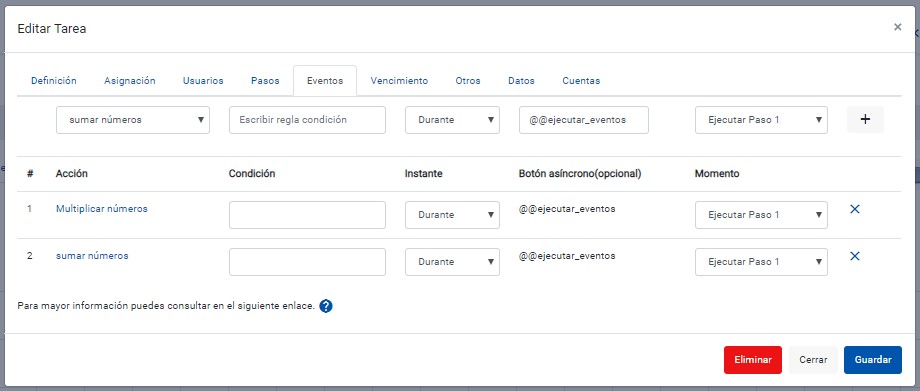 Editar Tarea ×
Definición Asignación Usuarios Pasos Eventos Vencimiento Otros Datos Cuentas
sumar números Escribir regla condición Durante @@ejecutar_eventos Ejecutar Paso 1 +
# Acción Condición Instante Botón asíncrono(opcional) Momento
1 Multiplicar números Durante @@ejecutar_eventos Ejecutar Paso 1
2 sumar números Durante @@ejecutar_eventos Ejecutar Paso 1
Para mayor información puedes consultar en el siguiente enlace. ?
Eliminar Cerrar Guardar